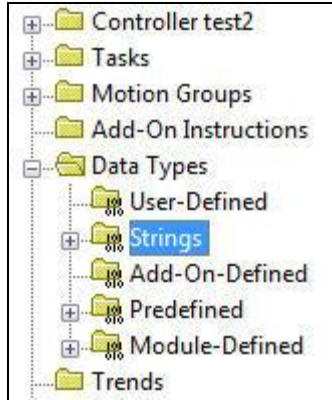 Controller test2
Tasks
Motion Groups
Add-On Instructions
Data Types
User-Defined
Strings
Add-On-Defined
Predefined
Module-Defined
Trends